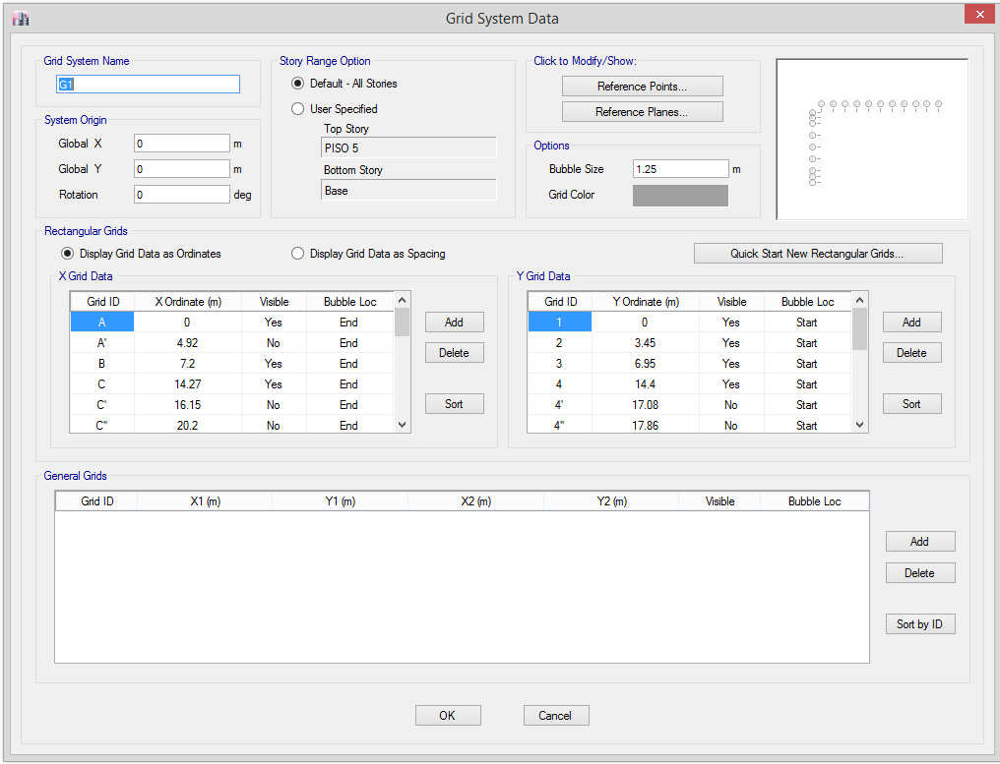 Grid System Data
Grid System Name
G1
System Origin
Global X 0 m
Global Y 0 m
Rotation 0 deg
Story Range Option
Default - All Stories
User Specified
Top Story
PISO 5
Bottom Story
Base
Click to Modify/Show:
Reference Points...
Reference Planes...
Options
Bubble Size 1.25 m
Grid Color
Rectangular Grids
Display Grid Data as Ordinates
Display Grid Data as Spacing
Quick Start New Rectangular Grids...
X Grid Data
Grid ID X Ordinate (m) Visible Bubble Loc
A 0 Yes End
A' 4.92 No End
B 7.2 Yes End
C 14.27 Yes End
C' 16.15 No End
C" 20.2 No End
Add
Delete
Sort
Y Grid Data
Grid ID Y Ordinate (m) Visible Bubble Loc
1 0 Yes Start
2 3.45 Yes Start
3 6.95 Yes Start
4 14.4 Yes Start
4' 17.08 No Start
4" 17.86 No Start
Add
Delete
Sort
General Grids
Grid ID X1 (m) Y1 (m) X2 (m) Y2 (m) Visible Bubble Loc
Add
Delete
Sort by ID
OK
Cancel